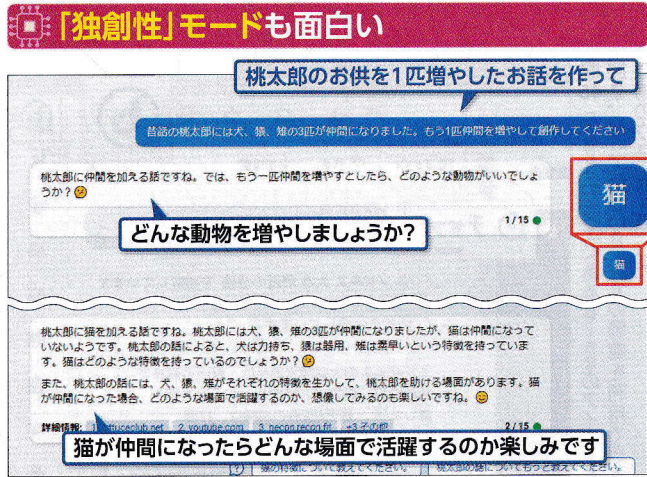 「独創性」モードも面白い
桃太郎のお供を1匹増やしたお話を作って
昔話の桃太郎には犬、猿、雉の3匹が仲間になりました。もう1匹仲間を増やして創作してください
桃太郎に仲間を加える話ですね。では、もう一匹仲間を増やすとしたら、どのような動物がいいでしょ
うか?
1/15
どんな動物を増やしましょうか?
猫
猫
桃太郎に猫を加える話ですね。桃太郎には犬、猿、雉の3匹が仲間になりましたが、猫は仲間になって
いないようです。桃太郎の話によると、犬は力持ち、猿は器用、雉は素早いという特徴を持っていま
す。猫はどのような特徴を持っているのでしょうか?
また、桃太郎の話には、犬、猿、雉がそれぞれの特徴を生かして、桃太郎を助ける場面があります。猫
が仲間になった場合、どのような場面で活躍するのか、想像してみるのも楽しいですね。
詳細情報: 2. youtube.com +3 その他 2/15
猫が仲間になったらどんな場面で活躍するのか楽しみです
猫の特徴について教えてください。 桃太郎の話についてもっと教えてください。